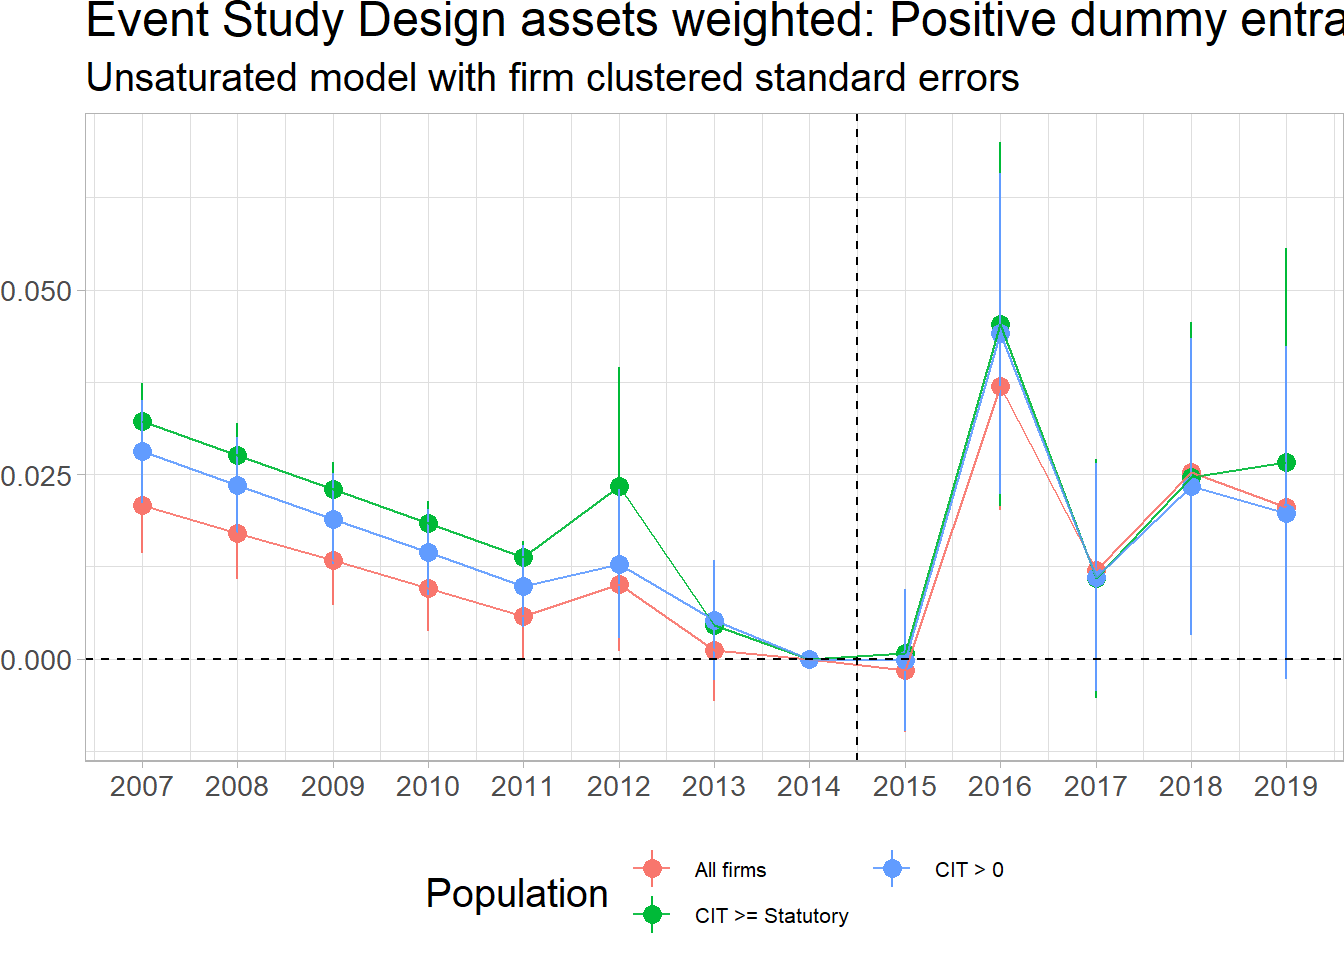 Event Study Design assets weighted: Positive dummy entra
Unsaturated model with firm clustered standard errors
0.050
0.025
0.000
2007 2008 2009 2010 2011 2012 2013 2014 2015 2016 2017 2018 2019
Population
All firms
CIT > 0
CIT >= Statutory